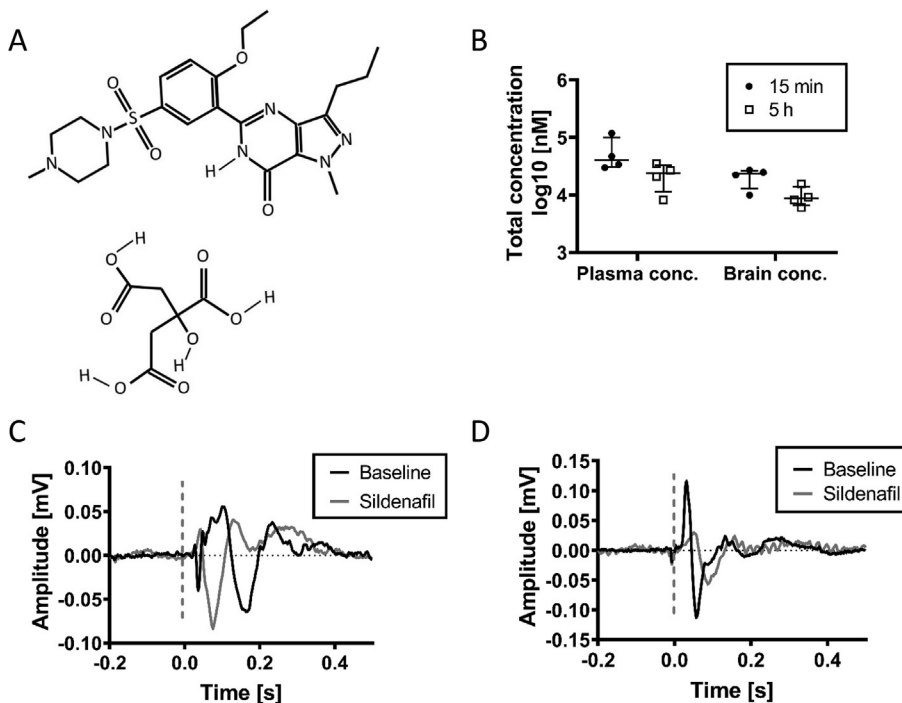 A
O
O
S
O
N
N
N
N
H
N
N
N
O
B
Total concentration
log10 [nM]
6
5
4
3
15 min
5 h
Plasma conc.
Brain conc.
H
O
O
O
O
H
O
H
H
O
O
C
Amplitude [mV]
0.10
0.05
0.00
-0.05
-0.10
Baseline
Sildenafil
-0.2
0.0
0.2
0.4
Time [s]
D
Amplitude [mV]
0.15
0.10
0.05
0.00
-0.05
-0.10
-0.15
Baseline
Sildenafil
-0.2
0.0
0.2
0.4
Time [s]